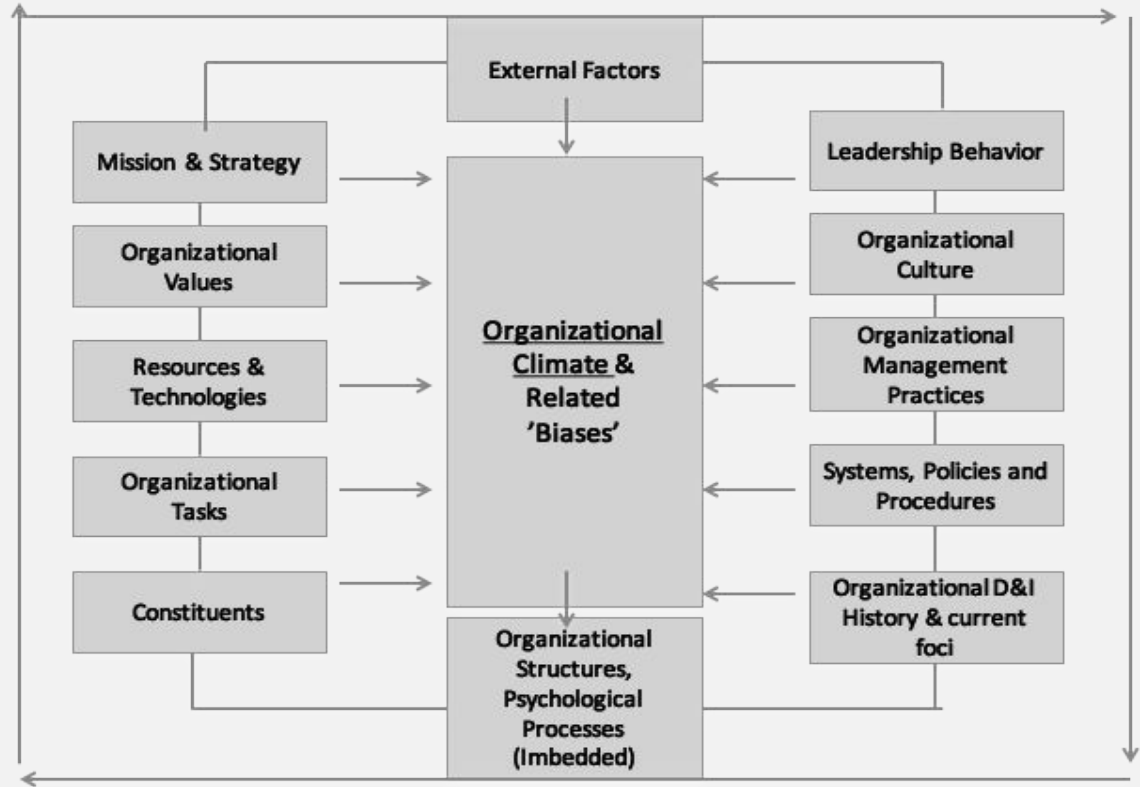 External Factors
Mission & Strategy
Organizational
Values
Resources &
Technologies
Organizational
Tasks
Constituents
Organizational
Climate &
Related
'Biases'
Leadership Behavior
Organizational
Culture
Organizational
Management
Practices
Systems, Policies and
Procedures
Organizational D&I
History & current
foci
Organizational
Structures,
Psychological
Processes
(Imbedded)